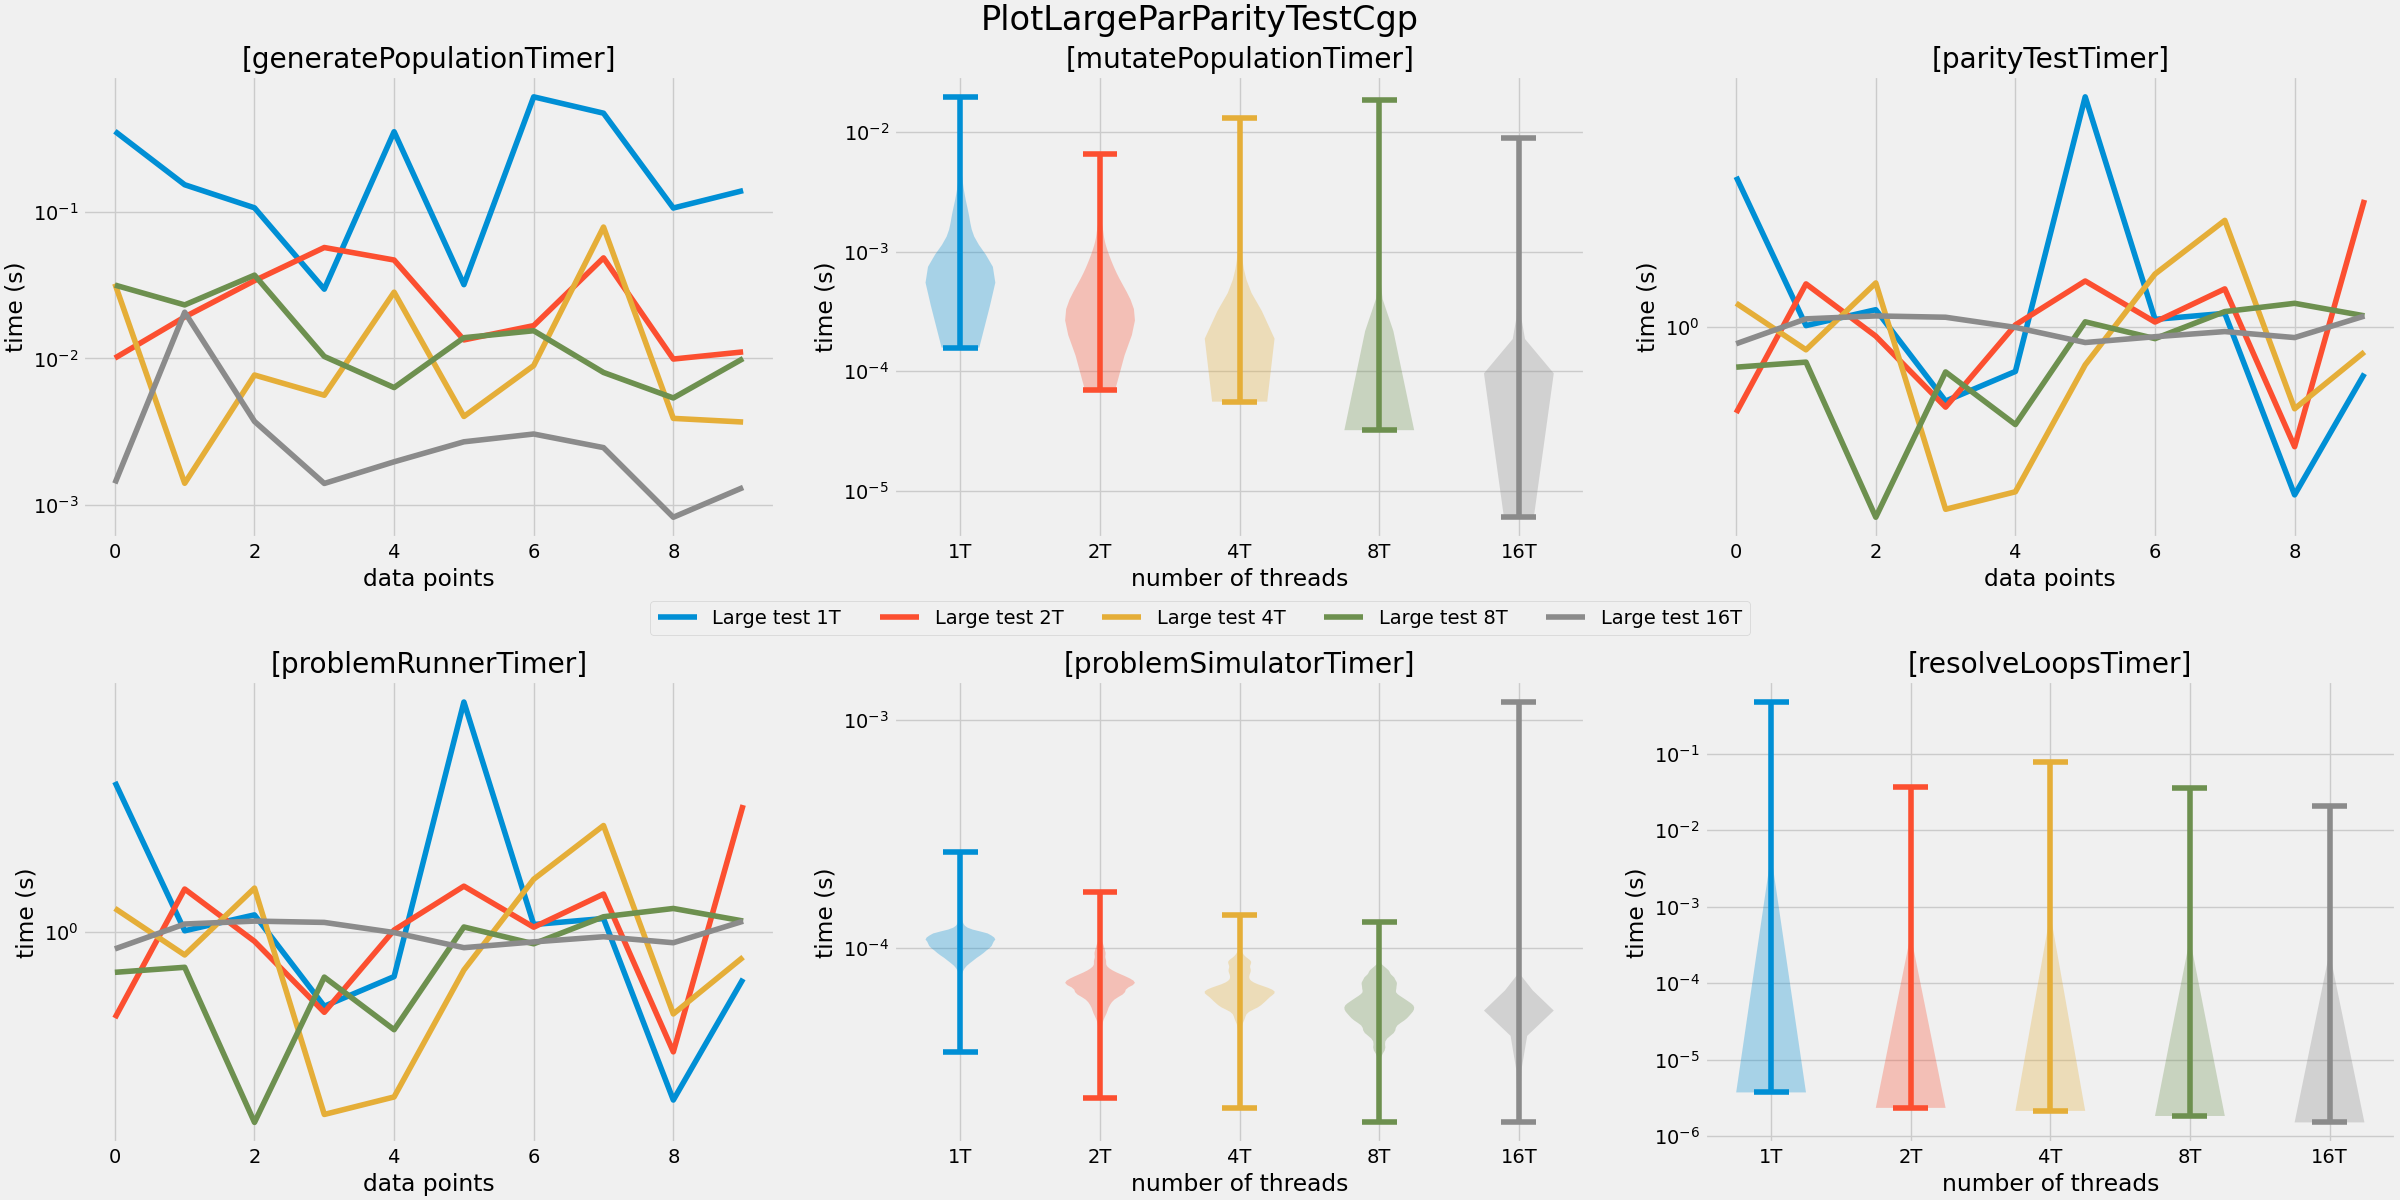 PlotLargeParParityTestCgp
[generatePopulationTimer]
time (s)
10⁻¹
10⁻²
10⁻³
0 2 4 6 8
data points
[mutatePopulationTimer]
time (s)
10⁻²
10⁻³
10⁻⁴
10⁻⁵
1T 2T 4T 8T 16T
number of threads
[parityTestTimer]
time (s)
10⁰
0 2 4 6 8
data points
Large test 1T Large test 2T Large test 4T Large test 8T Large test 16T
[problemRunnerTimer]
time (s)
10⁰
0 2 4 6 8
data points
[problemSimulatorTimer]
time (s)
10⁻³
10⁻⁴
1T 2T 4T 8T 16T
number of threads
[resolveLoopsTimer]
time (s)
10⁻¹
10⁻²
10⁻³
10⁻⁴
10⁻⁵
10⁻⁶
1T 2T 4T 8T 16T
number of threads